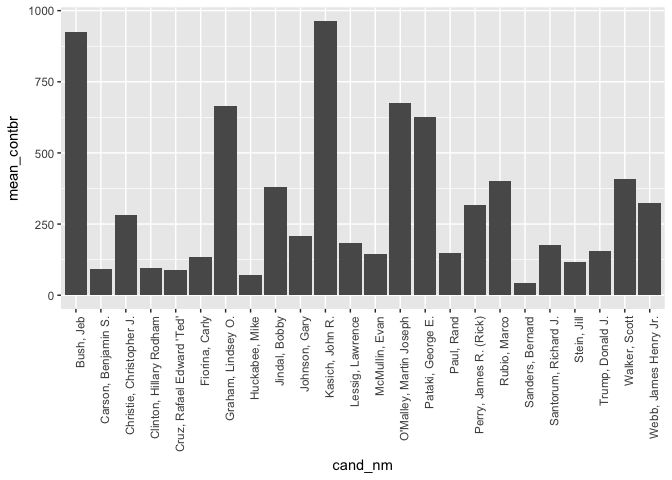 1000
750
500
250
0
mean_contbr
Bush, Jeb
Carson, Benjamin S.
Christie, Christopher J.
Clinton, Hillary Rodham
Cruz, Rafael Edward 'Ted'
Fiorina, Carly
Graham, Lindsey O.
Huckabee, Mike
Jindal, Bobby
Johnson, Gary
Kasich, John R.
Lessig, Lawrence
McMullin, Evan
O'Malley, Martin Joseph
Pataki, George E.
Paul, Rand
Perry, James R. (Rick)
Rubio, Marco
Sanders, Bernard
Santorum, Richard J.
Stein, Jill
Trump, Donald J.
Walker, Scott
Webb, James Henry Jr.
cand_nm